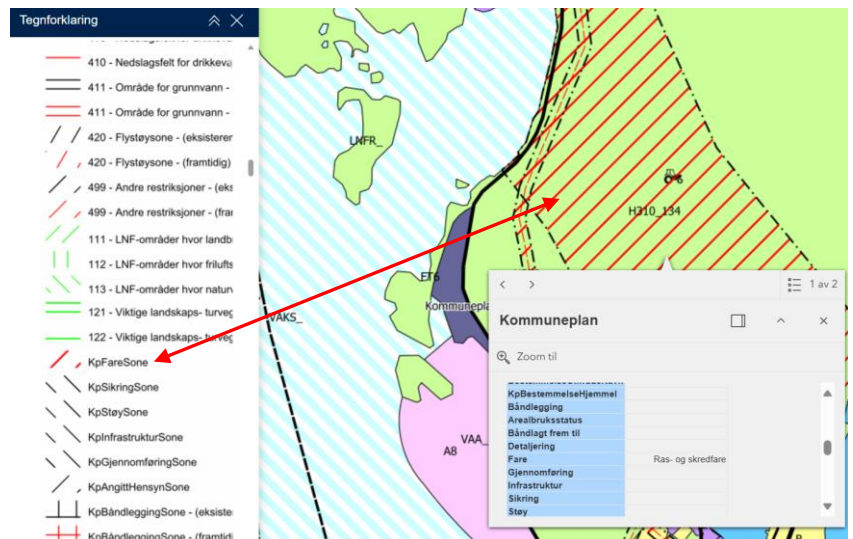 Tegnforklaring
410 - Nedslagsfelt for drikkeva
411 - Område for grunnvann -
411 - Område for grunnvann -
420 - Flystøysone - (eksisterer
420 - Flystøysone - (framtidig)
499 - Andre restriksjoner - (eks
499 - Andre restriksjoner - (frar
111 - LNF-områder hvor landb
112 - LNF-områder hvor frilufts
113 - LNF-områder hvor naturv
121 - Viktige landskaps- turveg
122 - Viktige landskaps- turveg
KpFareSone
KpSikringSone
KpStøySone
KpInfrastrukturSone
KpGjennomføringSone
KpAngittHensynSone
KpBåndleggingSone - (eksiste
KpBåndleggingSone - (framtidi
LNFR_
H310_134
FT6
Kommunepla
VAKS_
VAA_
A8
1 av 2
Kommuneplan
Zoom til
KpBestemmelseHjemmel
Båndlegging
Arealbruksstatus
Båndlagt frem til
Detaljering
Fare Ras- og skredfare
Gjennomføring
Infrastruktur
Sikring
Støy
B